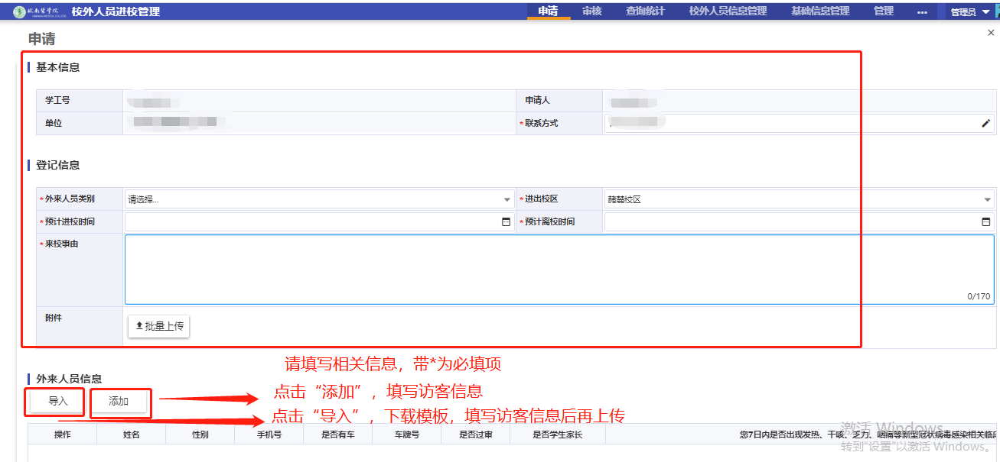 皖南医学院 校外人员进校管理 申请 审核 查询统计 校外人员信息管理 基础信息管理 管理 ... 管理员
申请 ×
基本信息
学工号 申请人
单位 *联系方式
登记信息
*外来人员类别 请选择... *进出校区 赭麓校区
*预计进校时间 *预计离校时间
*来校事由
0/170
附件 批量上传
请填写相关信息，带*为必填项
外来人员信息
点击“添加”，填写访客信息
导入 添加
点击“导入”，下载模板，填写访客信息后再上传
激活 Windows
操作 姓名 性别 手机号 是否有车 车牌号 是否过审 是否学生家长 您7日内是否出现发热、干咳、乏力、咽痛等新型冠状病毒感染相关临床
转到“设置”以激活 Windows。